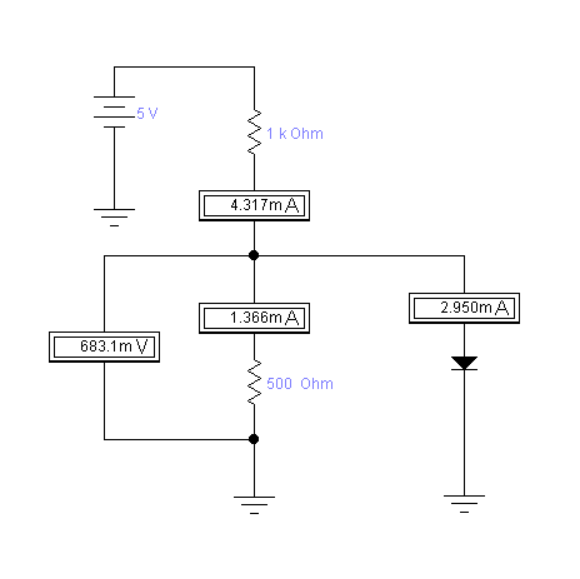 5 V
1 k Ohm
4.317m A
1.366m A
2.950m A
683.1m V
500 Ohm